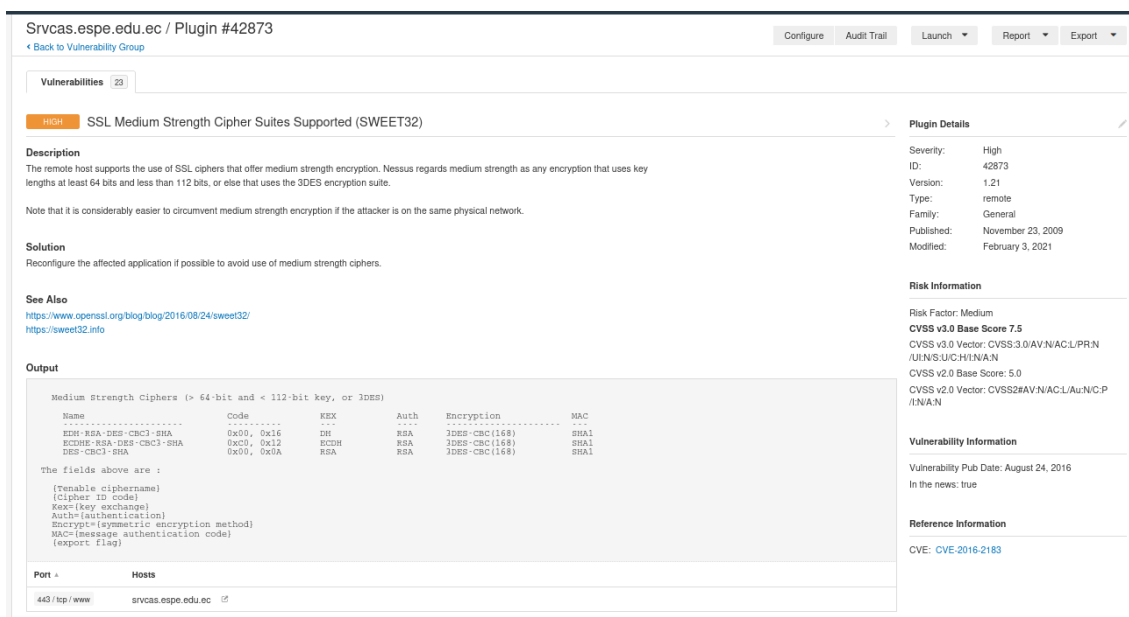 Srvcas.espe.edu.ec / Plugin #42873
‹ Back to Vulnerability Group
Configure Audit Trail Launch Report Export
Vulnerabilities 23
HIGH SSL Medium Strength Cipher Suites Supported (SWEET32)
Description
The remote host supports the use of SSL ciphers that offer medium strength encryption. Nessus regards medium strength as any encryption that uses key
lengths at least 64 bits and less than 112 bits, or else that uses the 3DES encryption suite.
Note that it is considerably easier to circumvent medium strength encryption if the attacker is on the same physical network.
Solution
Reconfigure the affected application if possible to avoid use of medium strength ciphers.
See Also
https://www.openssl.org/blog/blog/2016/08/24/sweet32/
https://sweet32.info
Output
Medium Strength Ciphers (> 64-bit and < 112-bit key, or 3DES)
Name Code KEX Auth Encryption MAC
---------------------- ---------- --- ---- --------------------- ---
EDH-RSA-DES-CBC3-SHA 0x00, 0x16 DH RSA 3DES-CBC(168) SHA1
ECDHE-RSA-DES-CBC3-SHA 0xC0, 0x12 ECDH RSA 3DES-CBC(168) SHA1
DES-CBC3-SHA 0x00, 0x0A RSA RSA 3DES-CBC(168) SHA1
The fields above are :
{Tenable ciphername}
{Cipher ID code}
Kex={key exchange}
Auth={authentication}
Encrypt={symmetric encryption method}
MAC={message authentication code}
{export flag}
Port Hosts
443 / tcp / www srvcas.espe.edu.ec
Plugin Details
Severity: High
ID: 42873
Version: 1.21
Type: remote
Family: General
Published: November 23, 2009
Modified: February 3, 2021
Risk Information
Risk Factor: Medium
CVSS v3.0 Base Score 7.5
CVSS v3.0 Vector: CVSS:3.0/AV:N/AC:L/PR:N
/UI:N/S:U/C:H/I:N/A:N
CVSS v2.0 Base Score: 5.0
CVSS v2.0 Vector: CVSS2#AV:N/AC:L/Au:N/C:P
/I:N/A:N
Vulnerability Information
Vulnerability Pub Date: August 24, 2016
In the news: true
Reference Information
CVE: CVE-2016-2183